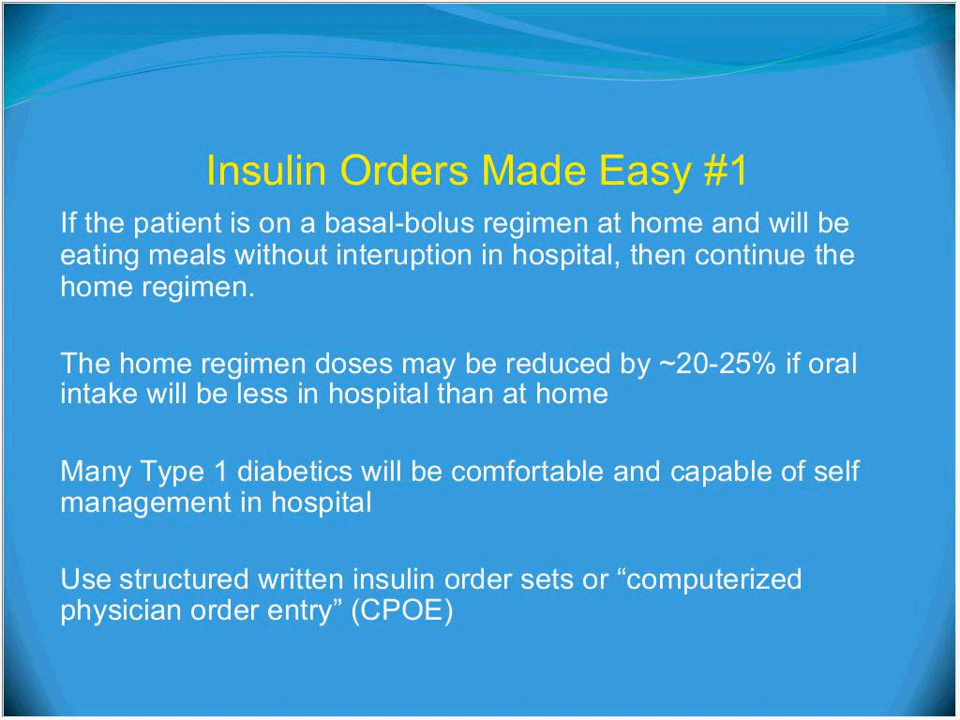 Insulin Orders Made Easy #1
If the patient is on a basal-bolus regimen at home and will be
eating meals without interuption in hospital, then continue the
home regimen.
The home regimen doses may be reduced by ~20-25% if oral
intake will be less in hospital than at home
Many Type 1 diabetics will be comfortable and capable of self
management in hospital
Use structured written insulin order sets or “computerized
physician order entry” (CPOE)